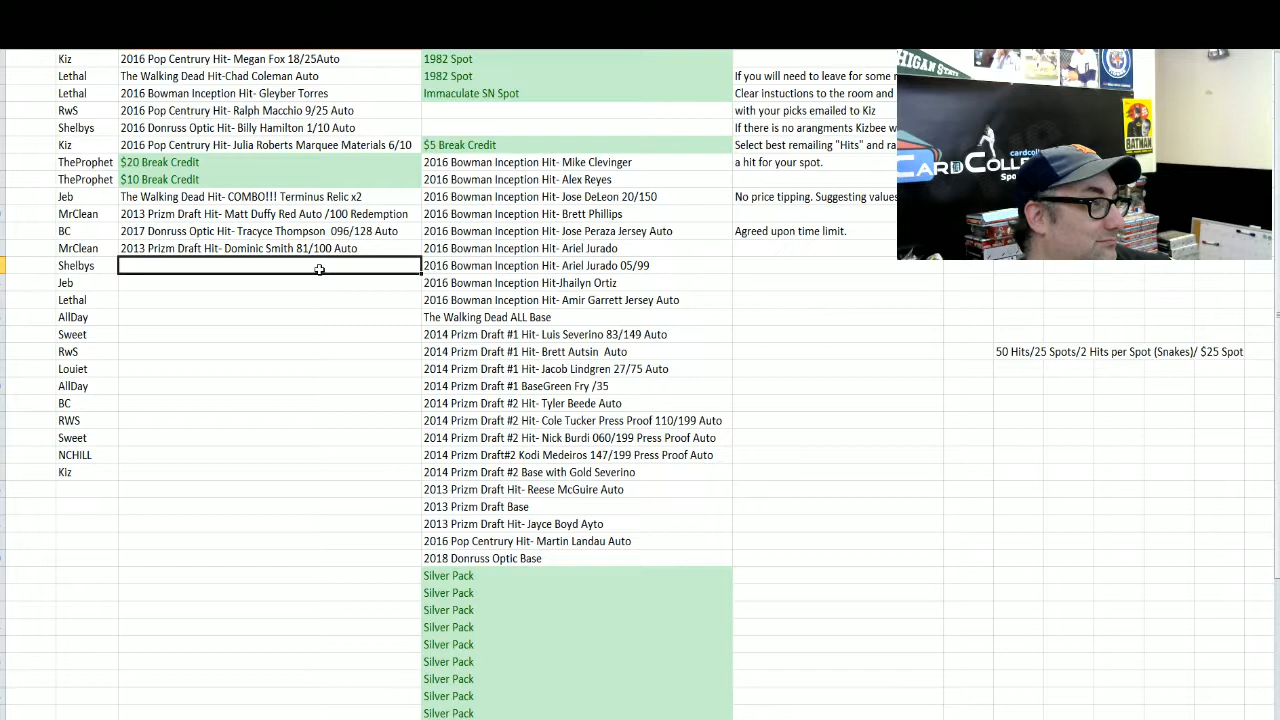 Kiz 2016 Pop Centrury Hit- Megan Fox 18/25Auto 1982 Spot
Lethal The Walking Dead Hit-Chad Coleman Auto 1982 Spot If you will need to leave for some
Lethal 2016 Bowman Inception Hit- Gleyber Torres Immaculate SN Spot Clear instuctions to the room and
RwS 2016 Pop Centrury Hit- Ralph Macchio 9/25 Auto with your picks emailed to Kiz
Shelbys 2016 Donruss Optic Hit- Billy Hamilton 1/10 Auto If there is no arangments Kizbee w
Kiz 2016 Pop Centrury Hit- Julia Roberts Marquee Materials 6/10 $5 Break Credit Select best remailing "Hits" and ra
TheProphet $20 Break Credit 2016 Bowman Inception Hit- Mike Clevinger a hit for your spot.
TheProphet $10 Break Credit 2016 Bowman Inception Hit- Alex Reyes
Jeb The Walking Dead Hit- COMBO!!! Terminus Relic x2 2016 Bowman Inception Hit- Jose DeLeon 20/150 No price tipping. Suggesting values
MrClean 2013 Prizm Draft Hit- Matt Duffy Red Auto /100 Redemption 2016 Bowman Inception Hit- Brett Phillips
BC 2017 Donruss Optic Hit- Trayce Thompson 096/128 Auto 2016 Bowman Inception Hit- Jose Peraza Jersey Auto Agreed upon time limit.
MrClean 2013 Prizm Draft Hit- Dominic Smith 81/100 Auto 2016 Bowman Inception Hit- Ariel Jurado
Shelbys 2016 Bowman Inception Hit- Ariel Jurado 05/99
Jeb 2016 Bowman Inception Hit-Jhailyn Ortiz
Lethal 2016 Bowman Inception Hit- Amir Garrett Jersey Auto
AllDay The Walking Dead ALL Base
Sweet 2014 Prizm Draft #1 Hit- Luis Severino 83/149 Auto
RwS 2014 Prizm Draft #1 Hit- Brett Autsin Auto 50 Hits/25 Spots/2 Hits per Spot (Snakes)/ $25 Spot
Louiet 2014 Prizm Draft #1 Hit- Jacob Lindgren 27/75 Auto
AllDay 2014 Prizm Draft #1 BaseGreen Fry /35
BC 2014 Prizm Draft #2 Hit- Tyler Beede Auto
RWS 2014 Prizm Draft #2 Hit- Cole Tucker Press Proof 110/199 Auto
Sweet 2014 Prizm Draft #2 Hit- Nick Burdi 060/199 Press Proof Auto
NCHILL 2014 Prizm Draft#2 Kodi Medeiros 147/199 Press Proof Auto
Kiz 2014 Prizm Draft #2 Base with Gold Severino
2013 Prizm Draft Hit- Reese McGuire Auto
2013 Prizm Draft Base
2013 Prizm Draft Hit- Jayce Boyd Ayto
2016 Pop Centrury Hit- Martin Landau Auto
2018 Donruss Optic Base
Silver Pack
Silver Pack
Silver Pack
Silver Pack
Silver Pack
Silver Pack
Silver Pack
Silver Pack
Silver Pack
HIGAN STATE
BATMAN
cardcoll
CARDCOLLE
Spo